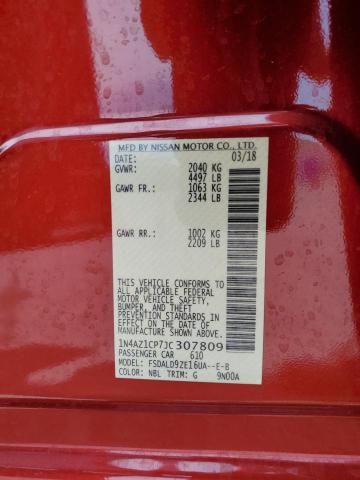 MFD BY NISSAN MOTOR CO., LTD.
DATE: 03/18
GVWR: 2040 KG
4497 LB
GAWR FR: 1063 KG
2344 LB
GAWR RR: 1002 KG
2209 LB
THIS VEHICLE CONFORMS TO
ALL APPLICABLE FEDERAL
MOTOR VEHICLE SAFETY,
BUMPER, AND THEFT
PREVENTION STANDARDS IN
EFFECT ON THE DATE OF
MANUFACTURE SHOWN ABOVE.
1N4AZ1CP7JC307809
PASSENGER CAR 610
MODEL: FSDALD9ZE16UA--E-B
COLOR: NBL TRIM: G 9N00A